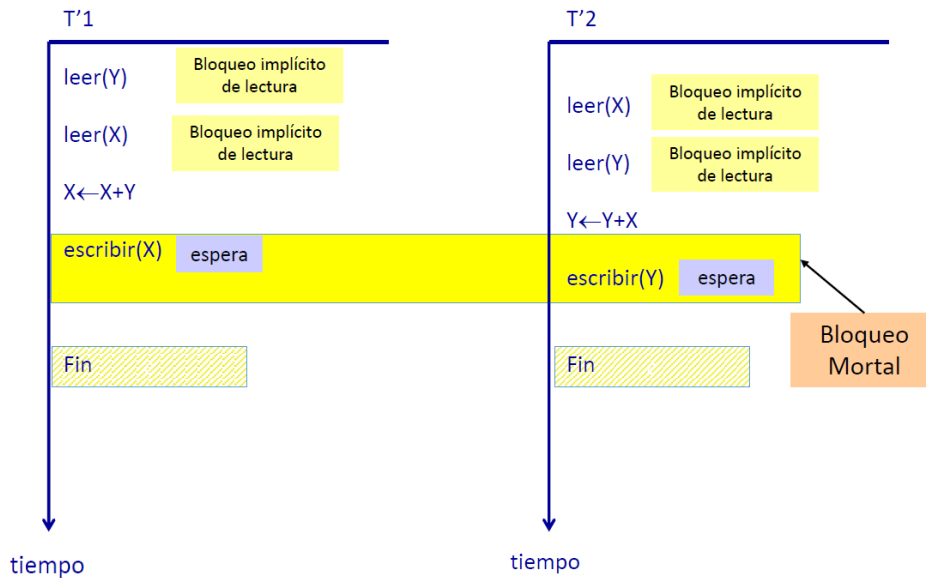 T’1
leer(Y)
Bloqueo implícito
de lectura
leer(X)
Bloqueo implícito
de lectura
X←X+Y
escribir(X)
espera
Fin
tiempo
T’2
leer(X)
Bloqueo implícito
de lectura
leer(Y)
Bloqueo implícito
de lectura
Y←Y+X
escribir(Y)
espera
Fin
tiempo
Bloqueo
Mortal